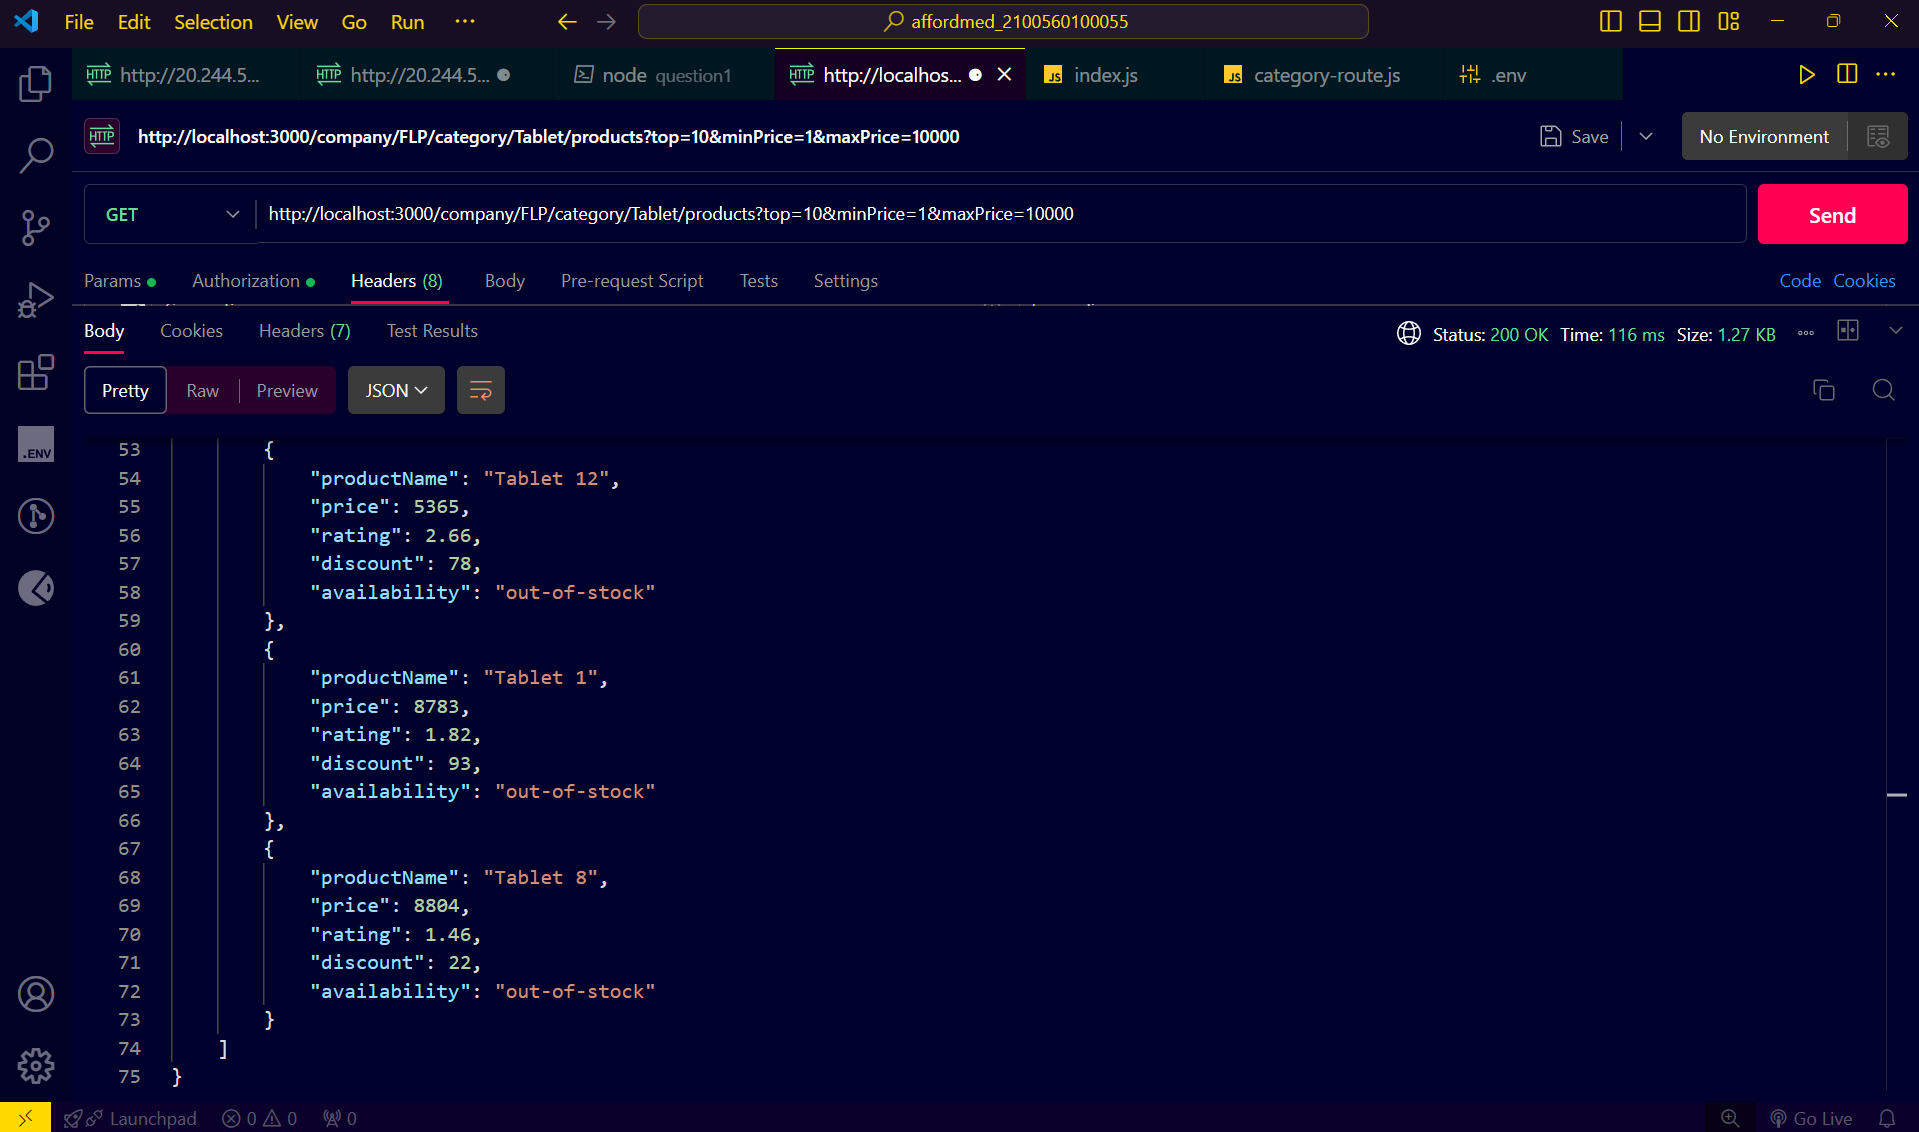 File Edit Selection View Go Run ··· affordmed_2100560100055
http://20.244.5... http://20.244.5... node question1 http://localhos... index.js category-route.js .env
http://localhost:3000/company/FLP/category/Tablet/products?top=10&minPrice=1&maxPrice=10000 Save No Environment
GET http://localhost:3000/company/FLP/category/Tablet/products?top=10&minPrice=1&maxPrice=10000 Send
Params Authorization Headers (8) Body Pre-request Script Tests Settings Code Cookies
Body Cookies Headers (7) Test Results Status: 200 OK Time: 116 ms Size: 1.27 KB
Pretty Raw Preview JSON
53 {
54 "productName": "Tablet 12",
55 "price": 5365,
56 "rating": 2.66,
57 "discount": 78,
58 "availability": "out-of-stock"
59 },
60 {
61 "productName": "Tablet 1",
62 "price": 8783,
63 "rating": 1.82,
64 "discount": 93,
65 "availability": "out-of-stock"
66 },
67 {
68 "productName": "Tablet 8",
69 "price": 8804,
70 "rating": 1.46,
71 "discount": 22,
72 "availability": "out-of-stock"
73 }
74 ]
75 }
Launchpad 0 0 0 Go Live